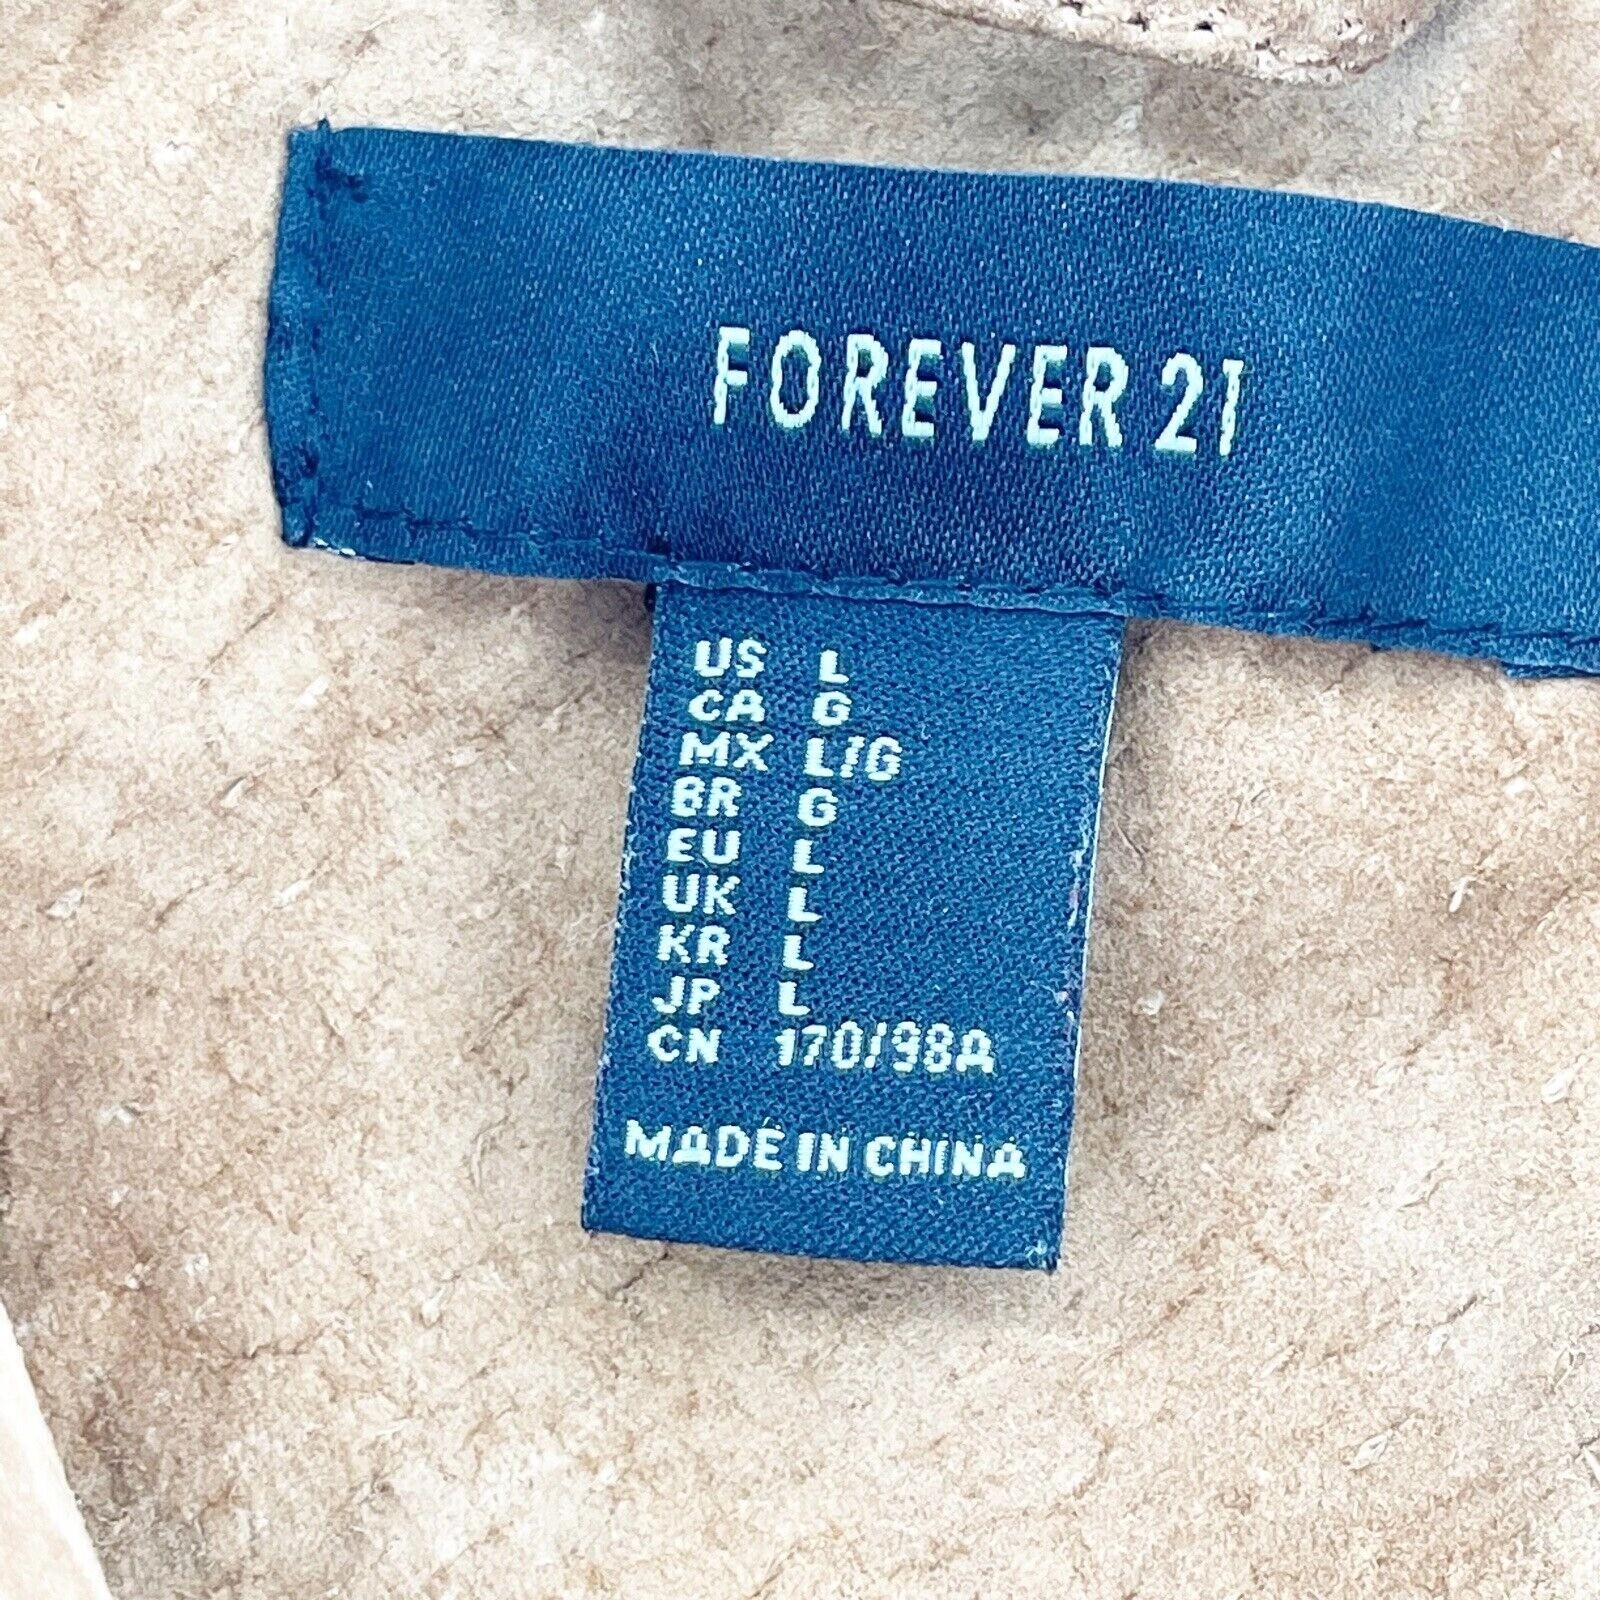 FOREVER 21
US L
CA G
MX L/G
BR G
EU L
UK L
KR L
JP L
CN 170/98A
MADE IN CHINA